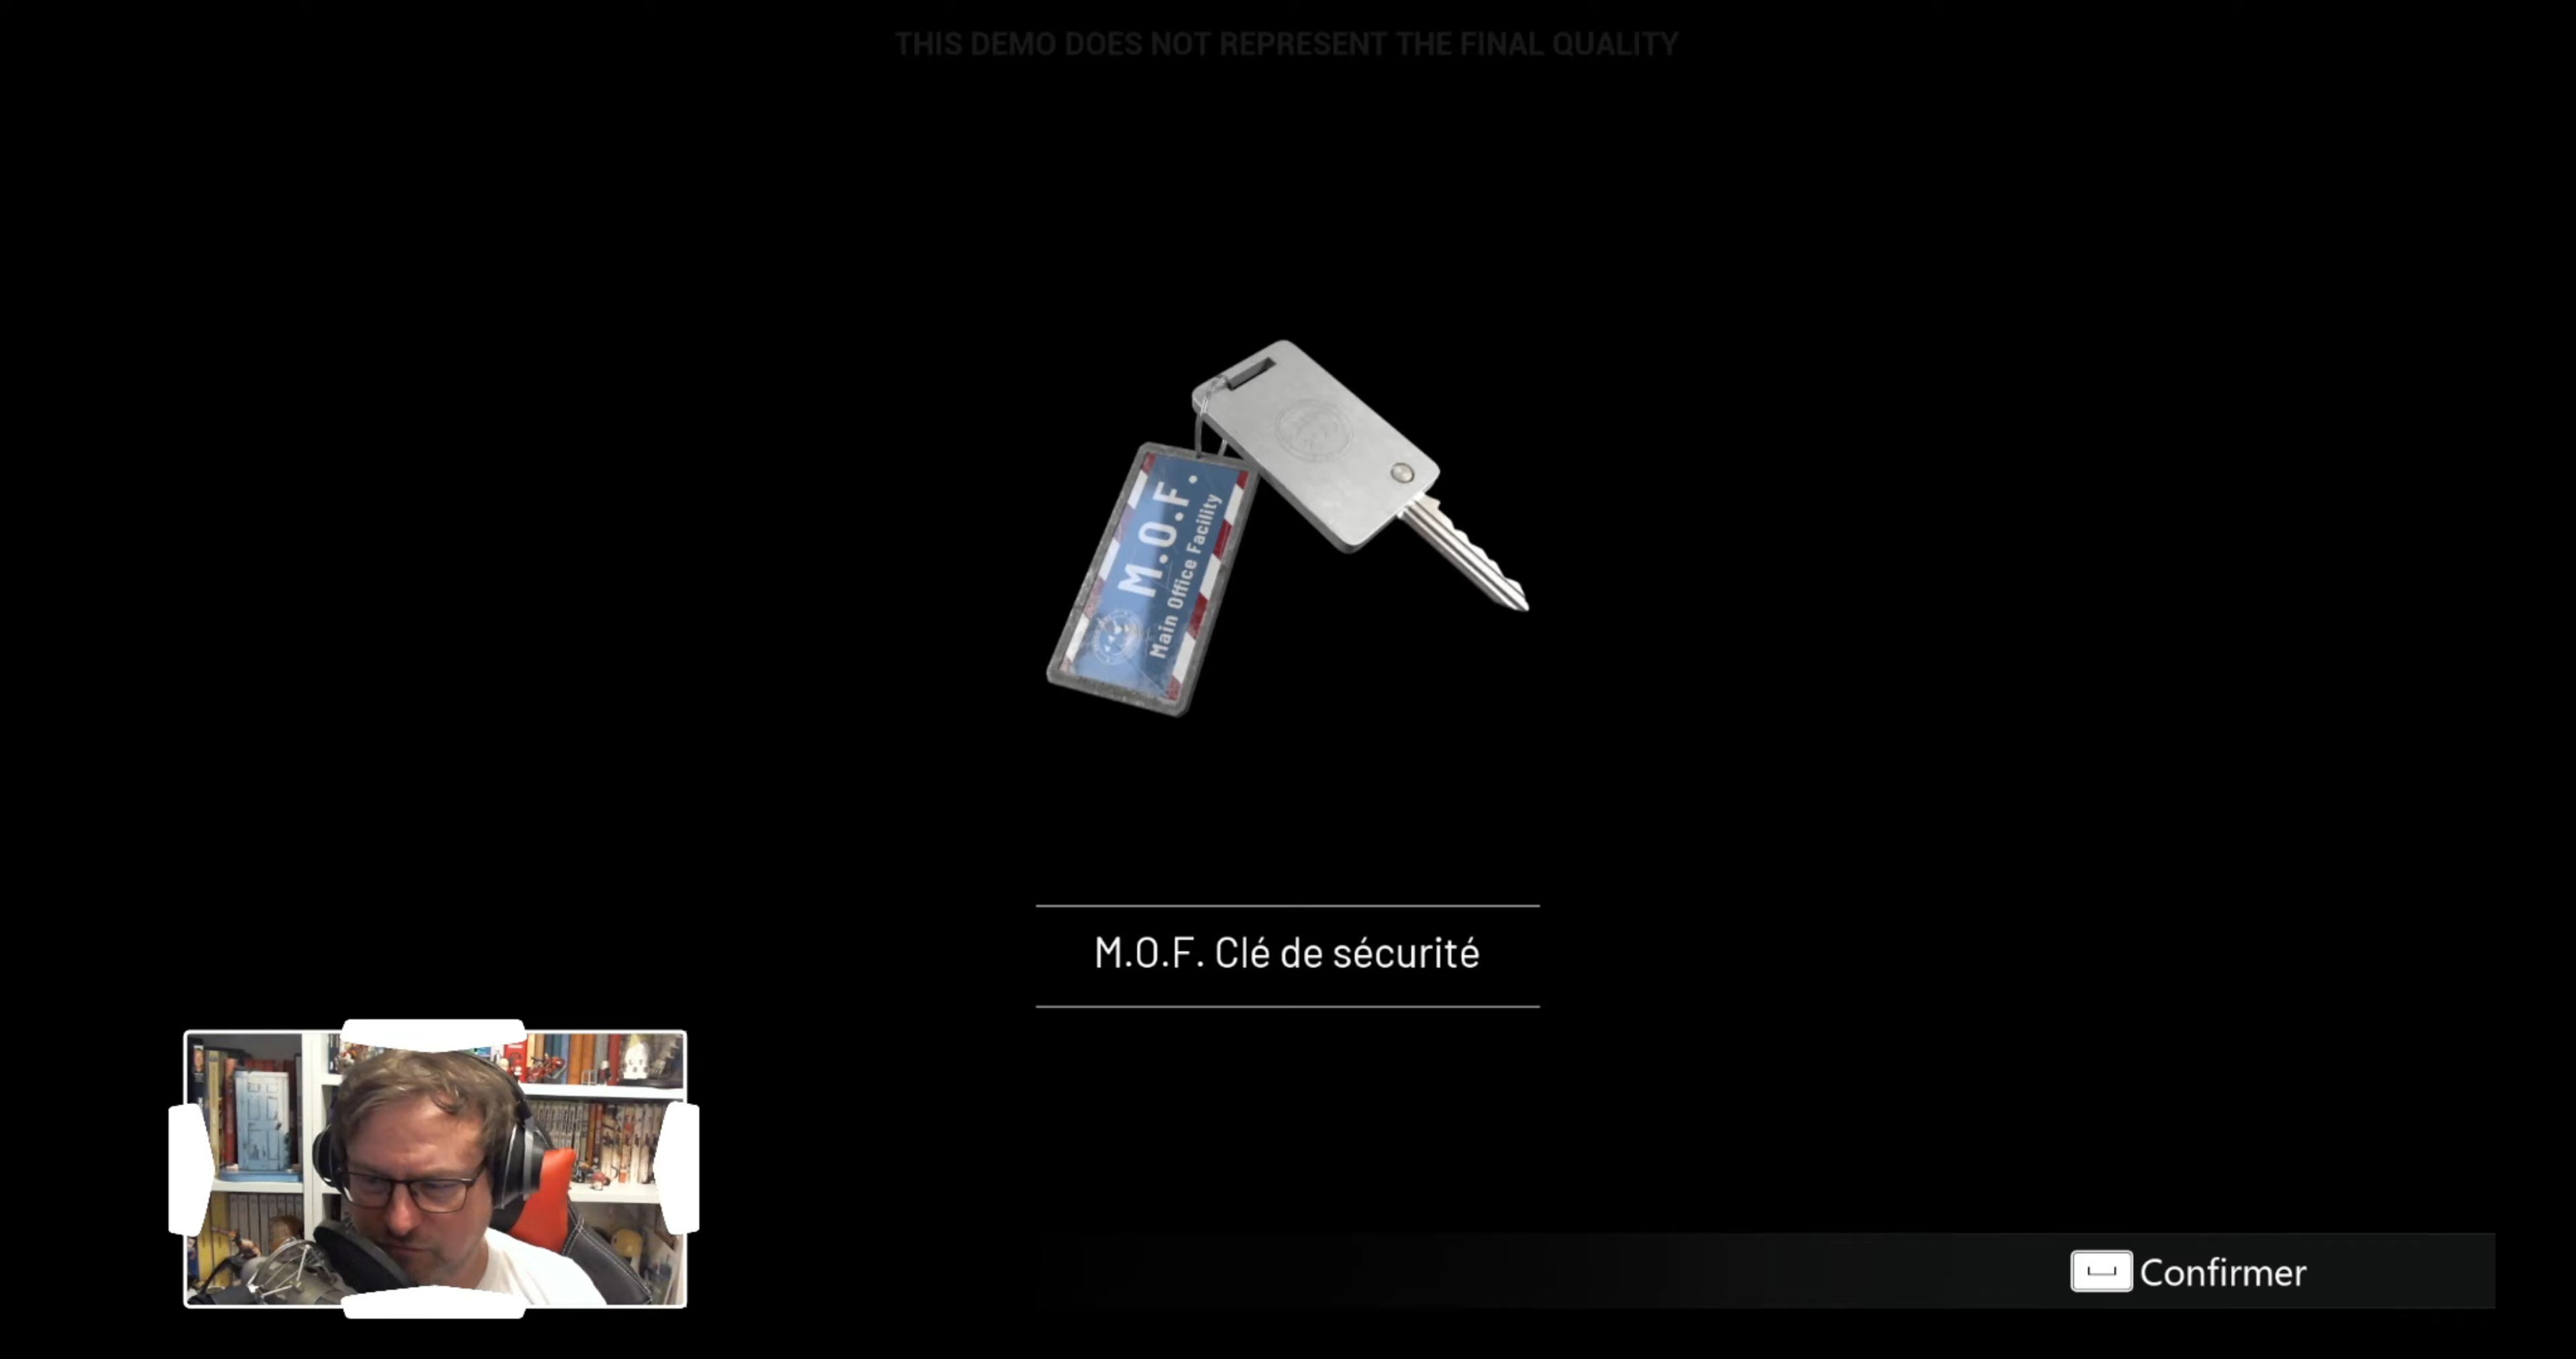 THIS DEMO DOES NOT REPRESENT THE FINAL QUALITY
M.O.F.
Main Office Facility
M.O.F. Clé de sécurité
Confirmer